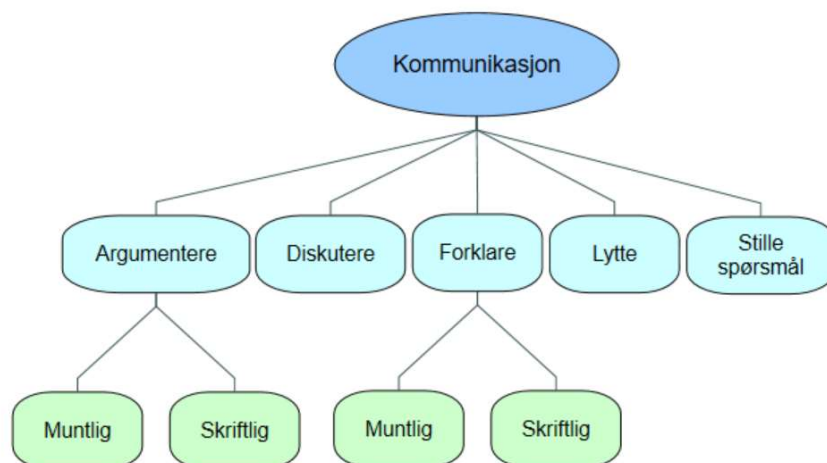 Kommunikasjon
Argumentere
Diskutere
Forklare
Lytte
Stille
spørsmål
Muntlig
Skriftlig
Muntlig
Skriftlig